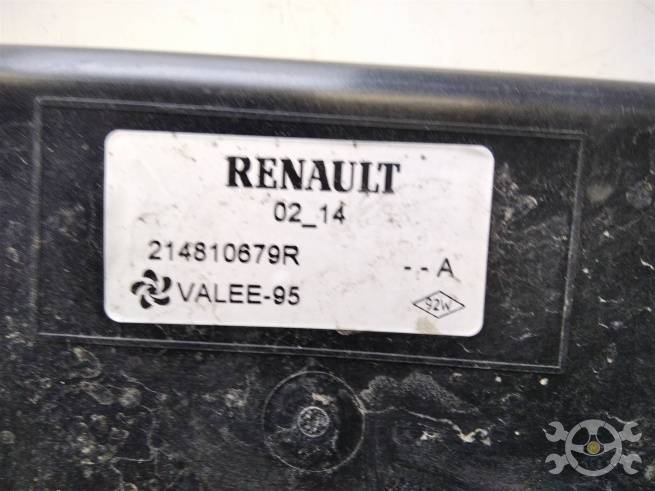 RENAULT
02_14
214810679R
--A
VALEE-95
92W